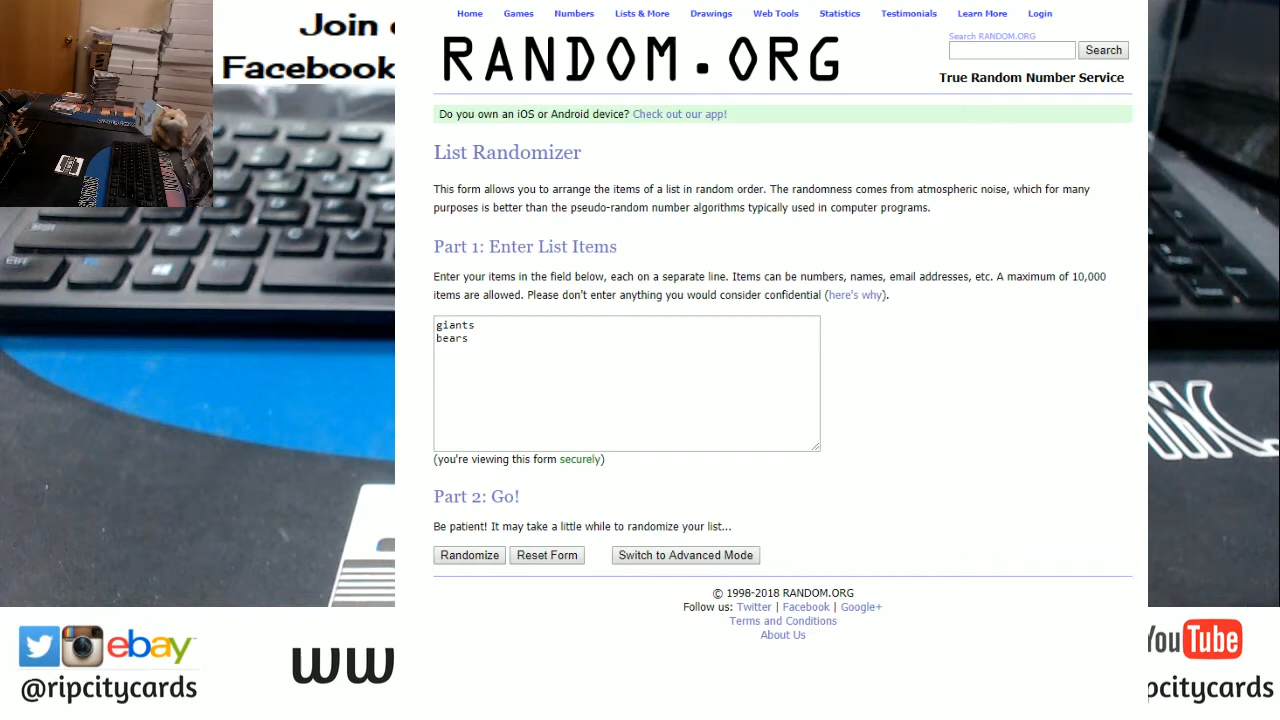 Join
Facebook
Home Games Numbers Lists & More Drawings Web Tools Statistics Testimonials Learn More Login
RANDOM.ORG
Search RANDOM.ORG
Search
True Random Number Service
Do you own an iOS or Android device? Check out our app!
List Randomizer
This form allows you to arrange the items of a list in random order. The randomness comes from atmospheric noise, which for many
purposes is better than the pseudo-random number algorithms typically used in computer programs.
Part 1: Enter List Items
Enter your items in the field below, each on a separate line. Items can be numbers, names, email addresses, etc. A maximum of 10,000
items are allowed. Please don't enter anything you would consider confidential (here's why).
giants
bears
(you're viewing this form securely)
Part 2: Go!
Be patient! It may take a little while to randomize your list...
Randomize Reset Form Switch to Advanced Mode
© 1998-2018 RANDOM.ORG
Follow us: Twitter | Facebook | Google+
Terms and Conditions
About Us
ebay
@ripcitycards
ww
You Tube
pcitycards